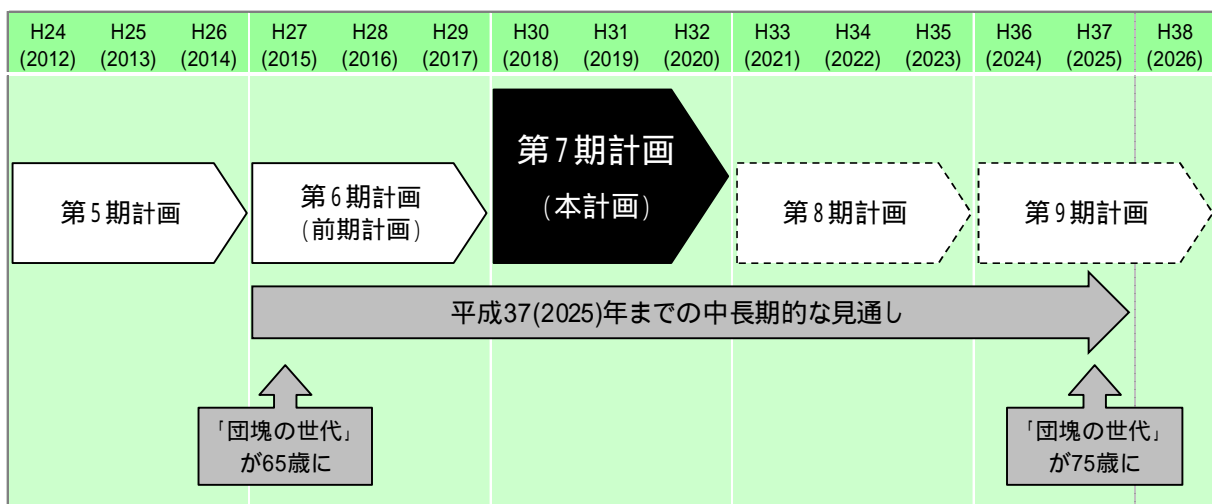 H24 H25 H26 H27 H28 H29 H30 H31 H32 H33 H34 H35 H36 H37 H38
(2012) (2013) (2014) (2015) (2016) (2017) (2018) (2019) (2020) (2021) (2022) (2023) (2024) (2025) (2026)
第5期計画
第6期計画
(前期計画)
第7期計画
(本計画)
第8期計画
第9期計画
平成37(2025)年までの中長期的な見通し
「団塊の世代」
が65歳に
「団塊の世代」
が75歳に